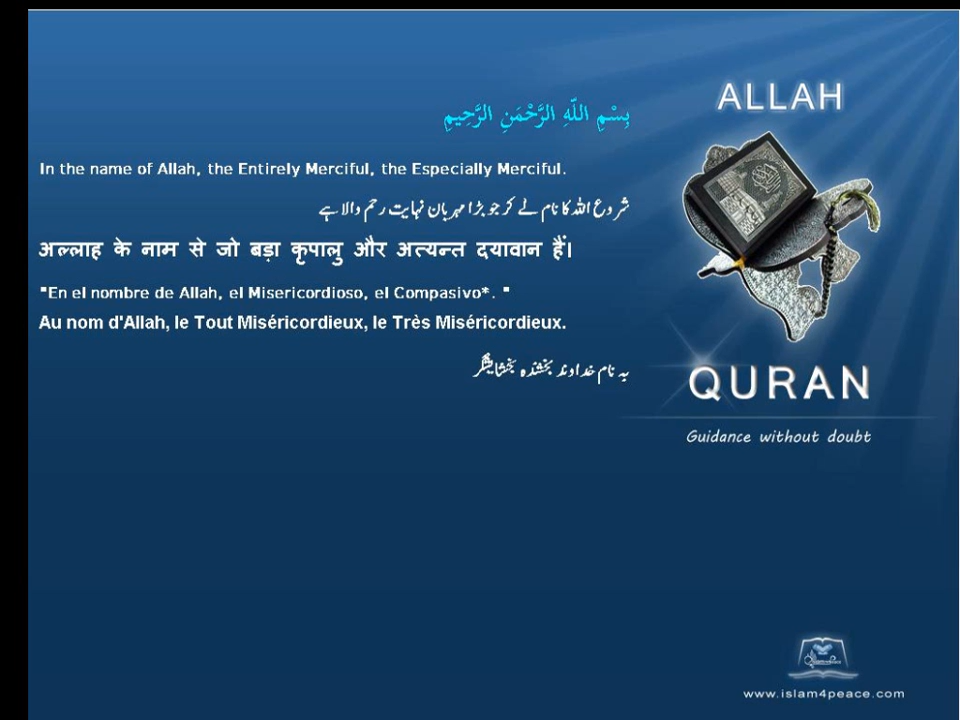 بِسْمِ اللّهِ الرَّحْمَنِ الرَّحِيمِ
In the name of Allah, the Entirely Merciful, the Especially Merciful.
شروع الله کا نام لے کر جو بڑا مہربان نہایت رحم والا ہے
अल्लाह के नाम से जो बड़ा कृपालु और अत्यन्त दयावान हैं।
"En el nombre de Allah, el Misericordioso, el Compasivo*. "
Au nom d'Allah, le Tout Miséricordieux, le Très Miséricordieux.
به نام خداوند بخشنده بخشایشگر
ALLAH
QURAN
Guidance without doubt
www.islam4peace.com